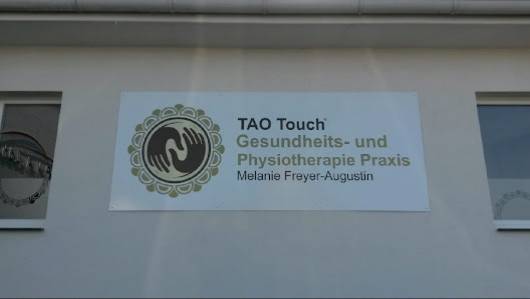 TAO Touch®
Gesundheits- und
Physiotherapie Praxis
Melanie Freyer-Augustin